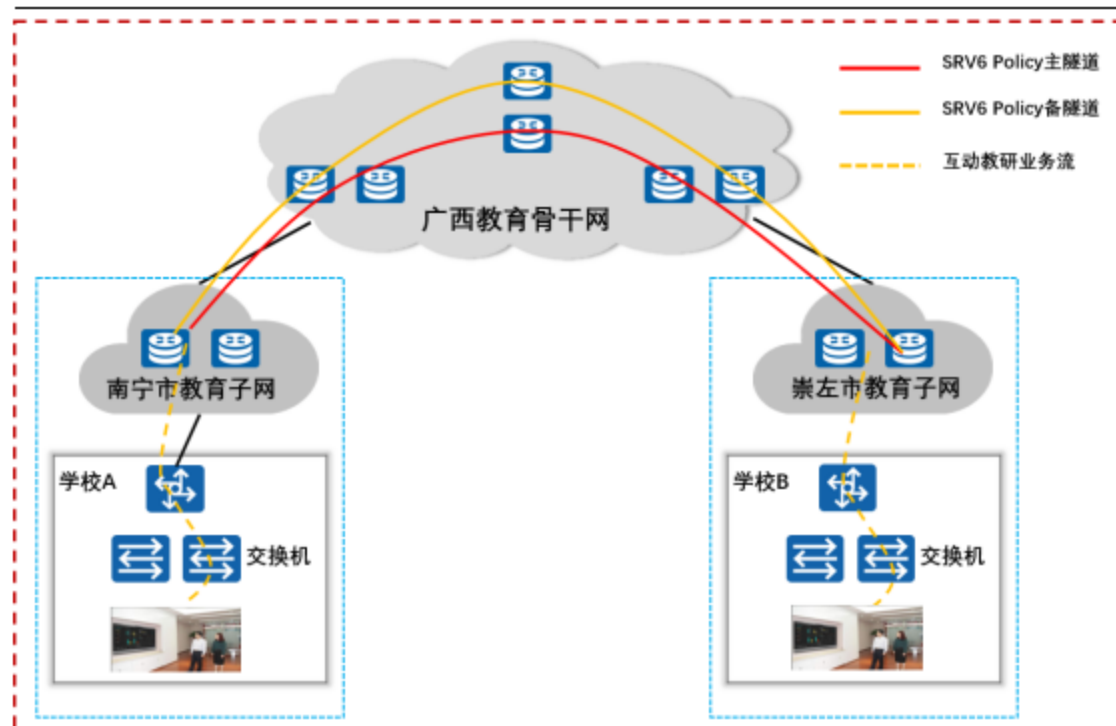 SRV6 Policy主隧道
SRV6 Policy备隧道
互动教研业务流
广西教育骨干网
南宁市教育子网
崇左市教育子网
学校A
交换机
学校B
交换机